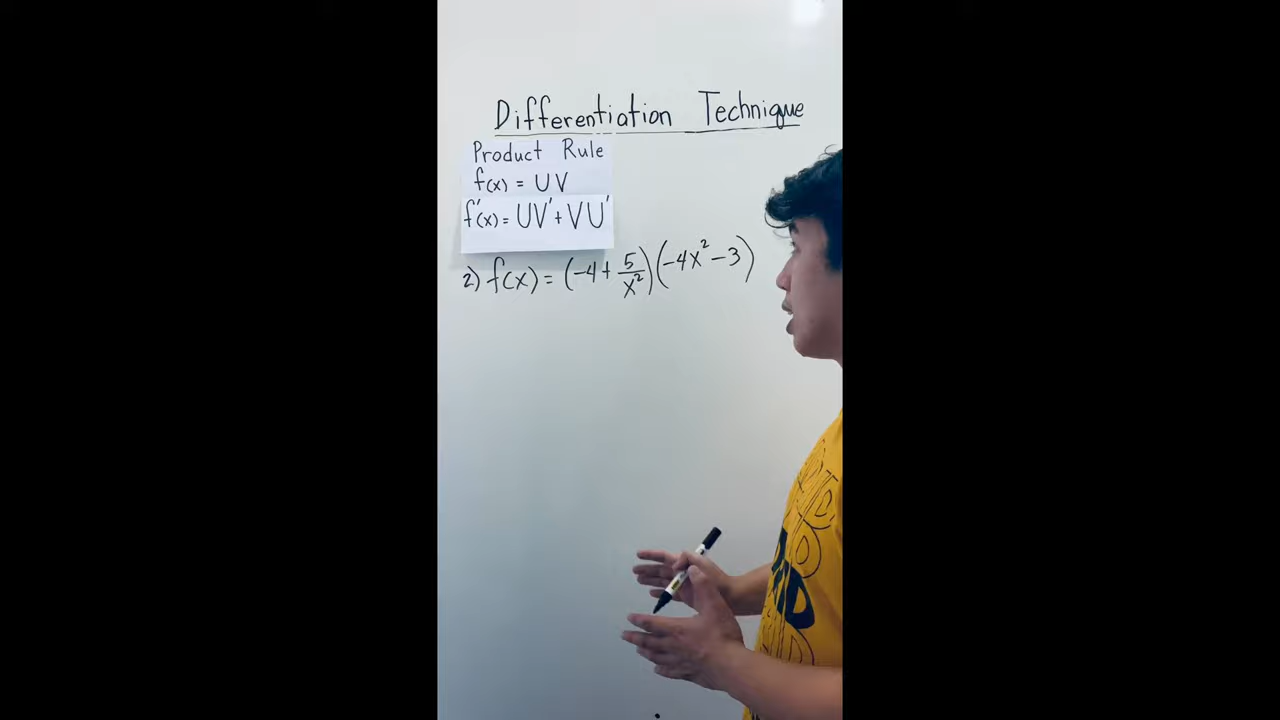 Differentiation Technique
Product Rule
f(x) = UV
f'(x) = UV' + VU'
2) f(x) = (-4 + 5/x²)(-4x² - 3)